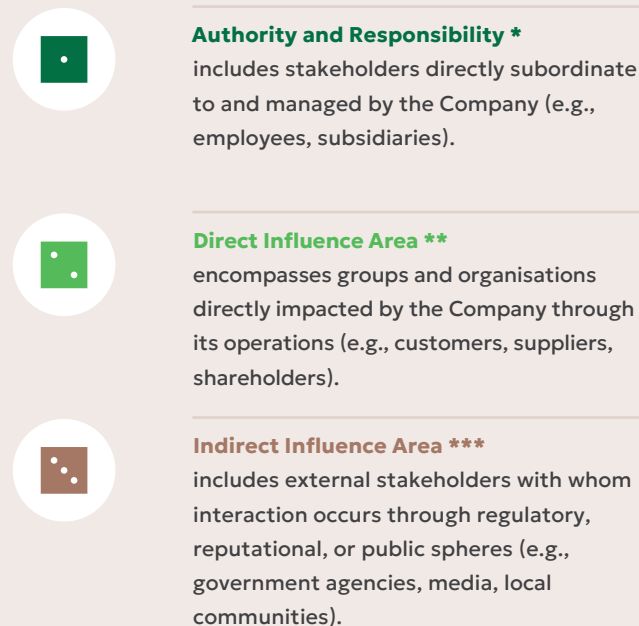 Authority and Responsibility *
includes stakeholders directly subordinate
to and managed by the Company (e.g.,
employees, subsidiaries).
Direct Influence Area **
encompasses groups and organisations
directly impacted by the Company through
its operations (e.g., customers, suppliers,
shareholders).
Indirect Influence Area ***
includes external stakeholders with whom
interaction occurs through regulatory,
reputational, or public spheres (e.g.,
government agencies, media, local
communities).